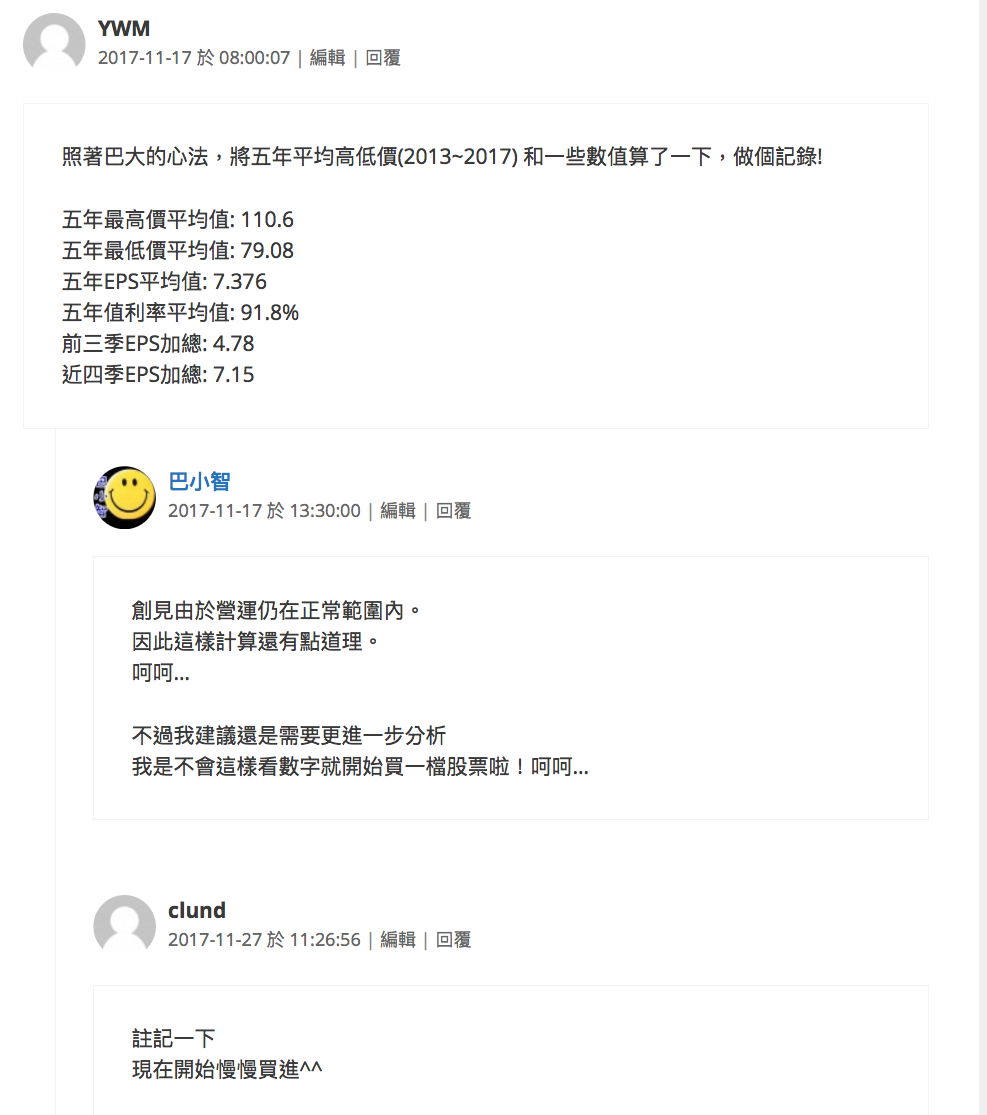 YWM
2017-11-17 於 08:00:07 | 編輯 | 回覆
照著巴大的心法，將五年平均高低價(2013~2017) 和一些數值算了一下，做個記錄!
五年最高價平均值: 110.6
五年最低價平均值: 79.08
五年EPS平均值: 7.376
五年值利率平均值: 91.8%
前三季EPS加總: 4.78
近四季EPS加總: 7.15
巴小智
2017-11-17 於 13:30:00 | 編輯 | 回覆
創見由於營運仍在正常範圍內。
因此這樣計算還有點道理。
呵呵...
不過我建議還是需要更進一步分析
我是不會這樣看數字就開始買一檔股票啦！呵呵...
clund
2017-11-27 於 11:26:56 | 編輯 | 回覆
註記一下
現在開始慢慢買進^^